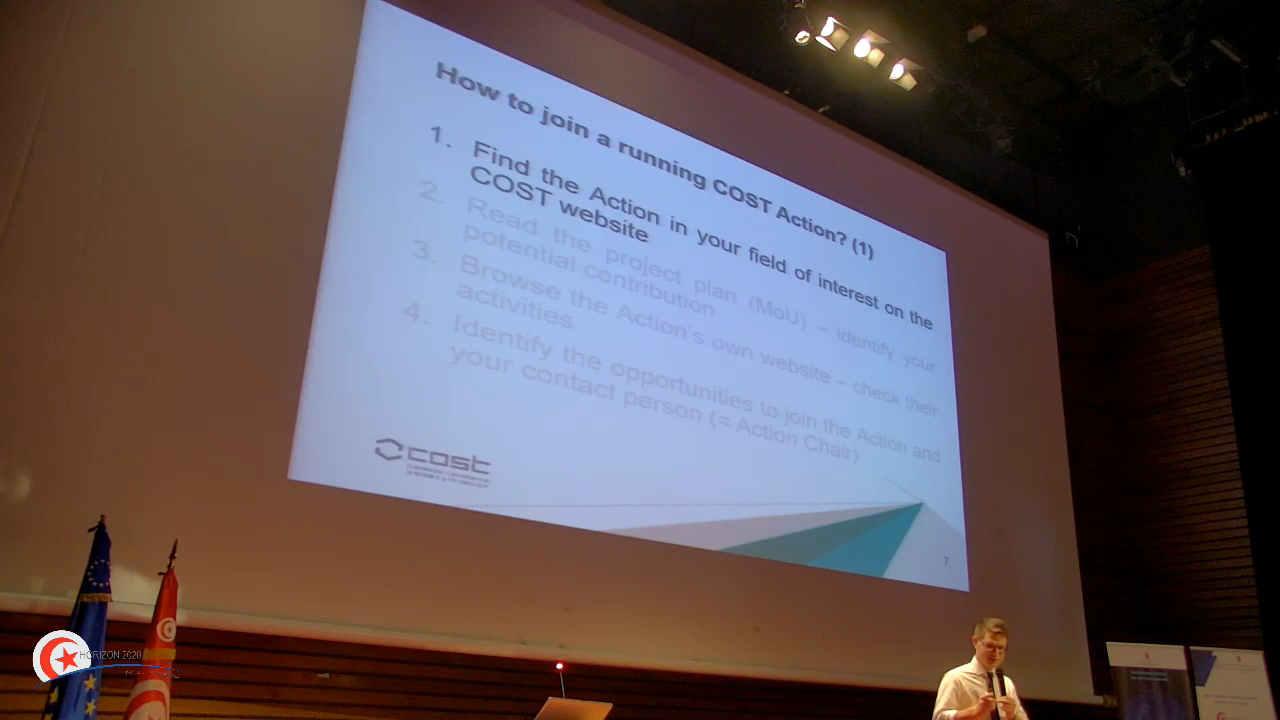 How to join a running COST Action? (1)
1. Find the Action in your field of interest on the
COST website
2. Read the project plan (MoU) – identify your
potential contribution
3. Browse the Action's own website – check their
activities
4. Identify the opportunities to join the Action and
your contact person (= Action Chair)
cost
7
HORIZON 2020